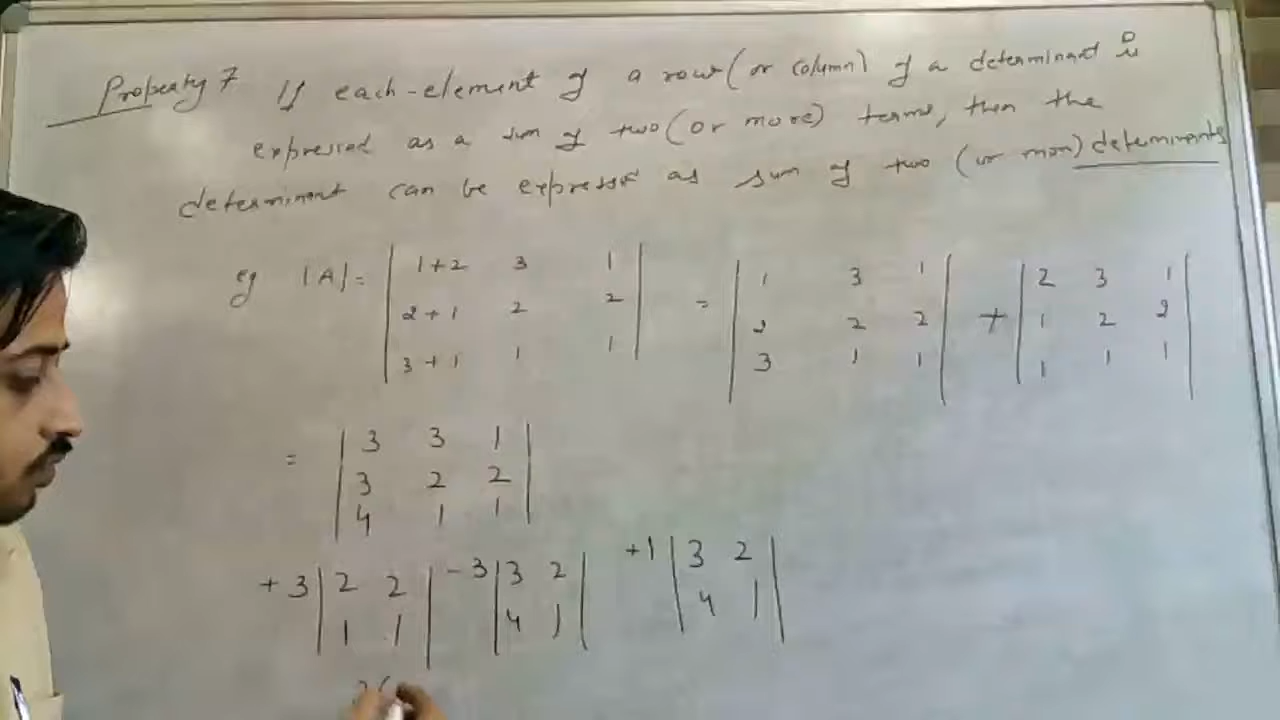 Property 7 If each-element of a row (or column) of a determinant is
expressed as a sum of two (or more) terms, then the
determinant can be expressed as sum of two (or more) determinants
eg |A| = | 1+2 3 1 | = | 1 3 1 | + | 2 3 1 |
| 2+1 2 2 | | 2 2 2 | | 1 2 2 |
| 3+1 1 1 | | 3 1 1 | | 1 1 1 |
= | 3 3 1 |
| 3 2 2 |
| 4 1 1 |
+3 | 2 2 | -3 | 3 2 | +1 | 3 2 |
| 1 1 | | 4 1 | | 4 1 |